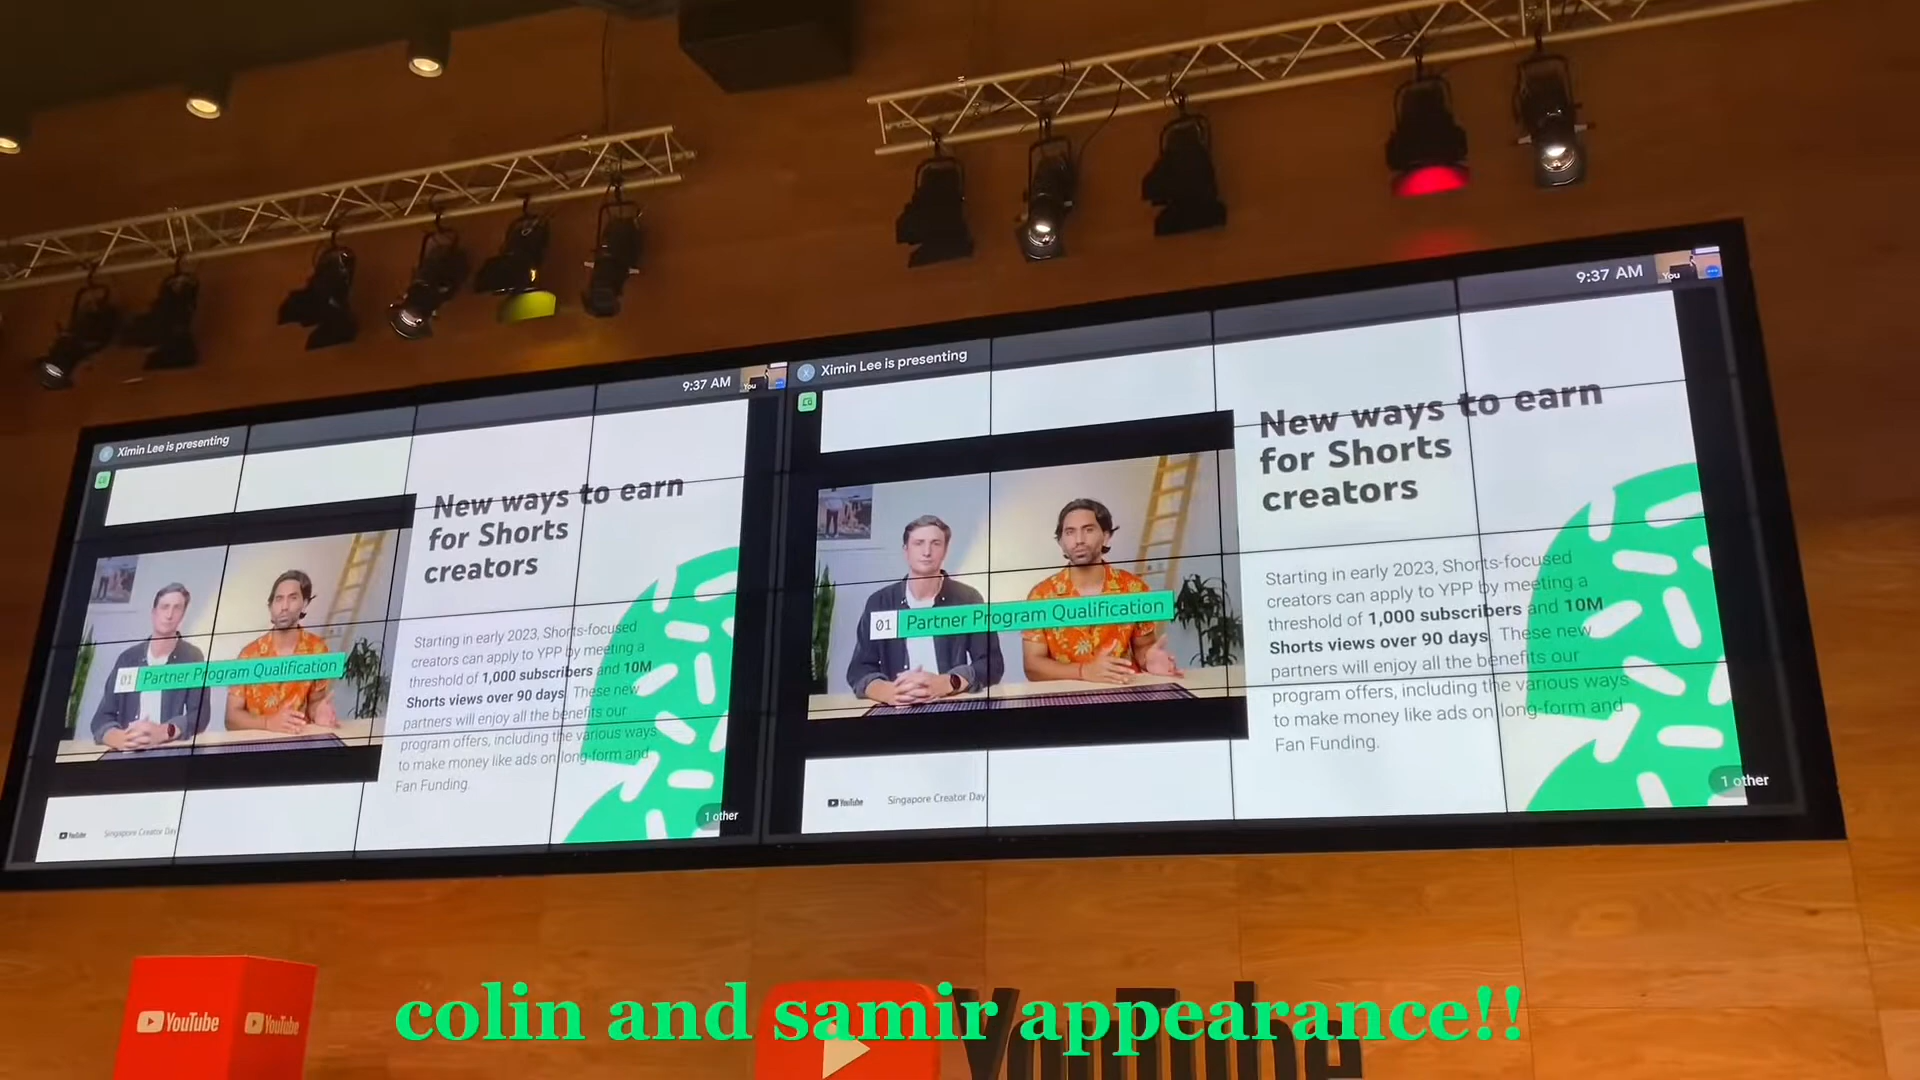 Ximin Lee is presenting
9:37 AM
You
New ways to earn
for Shorts
creators
01 Partner Program Qualification
Starting in early 2023, Shorts-focused
creators can apply to YPP by meeting a
threshold of 1,000 subscribers and 10M
Shorts views over 90 days. These new
partners will enjoy all the benefits our
program offers, including the various ways
to make money like ads on long-form and
Fan Funding.
YouTube
Singapore Creator Day
1 other
Ximin Lee is presenting
9:37 AM
You
New ways to earn
for Shorts
creators
01 Partner Program Qualification
Starting in early 2023, Shorts-focused
creators can apply to YPP by meeting a
threshold of 1,000 subscribers and 10M
Shorts views over 90 days. These new
partners will enjoy all the benefits our
program offers, including the various ways
to make money like ads on long-form and
Fan Funding.
YouTube
Singapore Creator Day
1 other
YouTube
YouTube
YouTube
colin and samir appearance!!